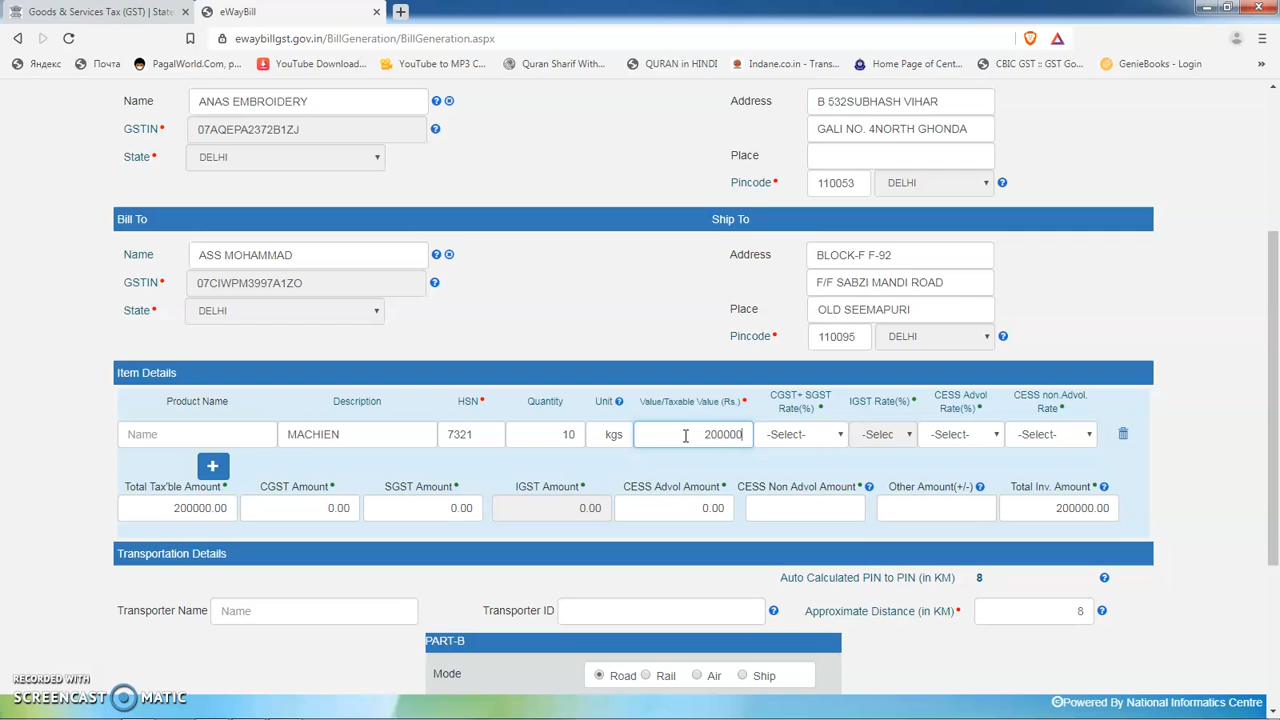 Goods & Services Tax (GST) | State
eWayBill
ewaybillgst.gov.in/BillGeneration/BillGeneration.aspx
Яндекс
Почта
PagalWorld.Com, p...
YouTube Download...
YouTube to MP3 C...
Quran Sharif With...
QURAN in HINDI
Indane.co.in - Trans...
Home Page of Cent...
CBIC GST :: GST Go...
GenieBooks - Login
Name ANAS EMBROIDERY
Address B 532SUBHASH VIHAR
GSTIN 07AQEPA2372B1ZJ
GALI NO. 4NORTH GHONDA
State DELHI
Place
Pincode 110053 DELHI
Bill To
Ship To
Name ASS MOHAMMAD
Address BLOCK-F F-92
GSTIN 07CIWPM3997A1ZO
F/F SABZI MANDI ROAD
State DELHI
Place OLD SEEMAPURI
Pincode 110095 DELHI
Item Details
Product Name Description HSN Quantity Unit Value/Taxable Value (Rs.) CGST+ SGST Rate(%) IGST Rate(%) CESS Advol Rate(%) CESS non.Advol. Rate
Name MACHIEN 7321 10 kgs 200000 -Select- -Selec -Select- -Select-
Total Tax'ble Amount CGST Amount SGST Amount IGST Amount CESS Advol Amount CESS Non Advol Amount Other Amount(+/-) Total Inv. Amount
200000.00 0.00 0.00 0.00 0.00 200000.00
Transportation Details
Auto Calculated PIN to PIN (in KM) 8
Transporter Name Name Transporter ID Approximate Distance (in KM) 8
PART-B
Mode Road Rail Air Ship
RECORDED WITH
SCREENCAST MATIC
Powered By National Informatics Centre